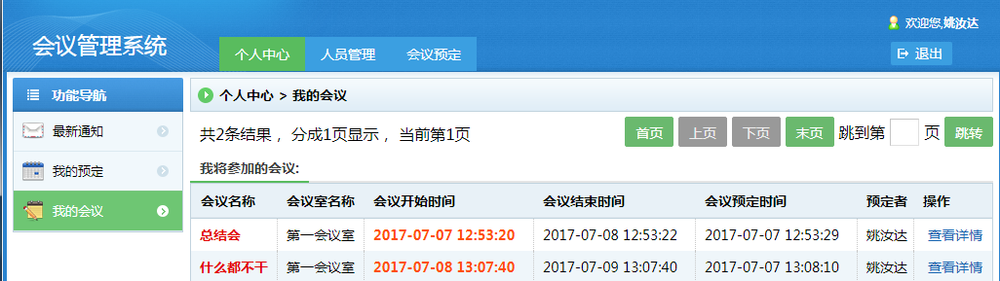 欢迎您,姚汝达
会议管理系统
个人中心 人员管理 会议预定
退出
功能导航
最新通知
我的预定
我的会议
个人中心 > 我的会议
共2条结果 ，分成1页显示 ，当前第1页
首页 上页 下页 末页 跳到第 页 跳转
我将参加的会议:
会议名称 会议室名称 会议开始时间 会议结束时间 会议预定时间 预定者 操作
总结会 第一会议室 2017-07-07 12:53:20 2017-07-08 12:53:22 2017-07-07 12:53:29 姚汝达 查看详情
什么都不干 第一会议室 2017-07-08 13:07:40 2017-07-09 13:07:40 2017-07-07 13:08:10 姚汝达 查看详情